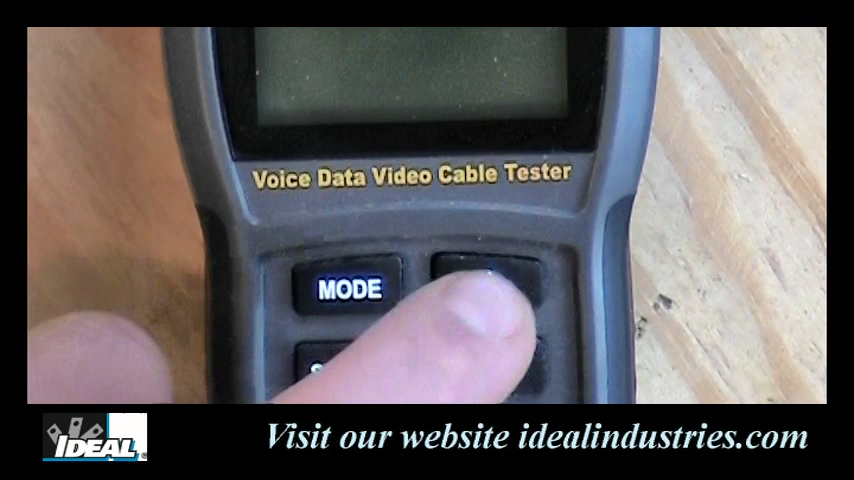 Voice Data Video Cable Tester
MODE
IDEAL
Visit our website idealindustries.com